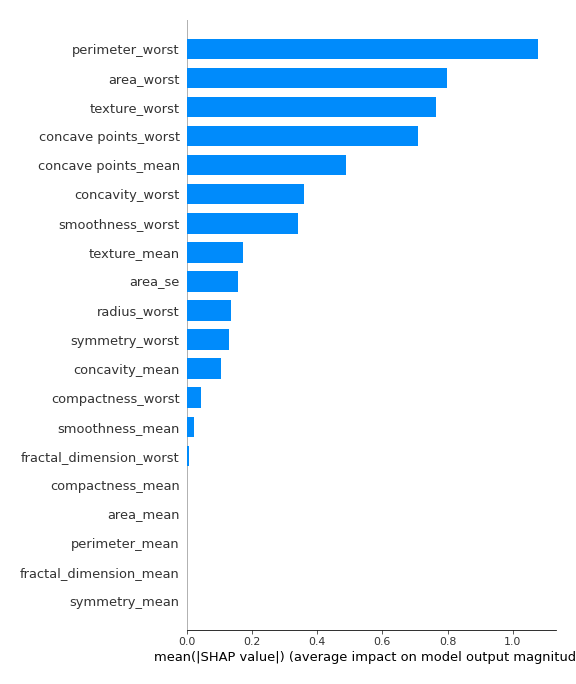 perimeter_worst
area_worst
texture_worst
concave points_worst
concave points_mean
concavity_worst
smoothness_worst
texture_mean
area_se
radius_worst
symmetry_worst
concavity_mean
compactness_worst
smoothness_mean
fractal_dimension_worst
compactness_mean
area_mean
perimeter_mean
fractal_dimension_mean
symmetry_mean
0.0 0.2 0.4 0.6 0.8 1.0
mean(|SHAP value|) (average impact on model output magnitud